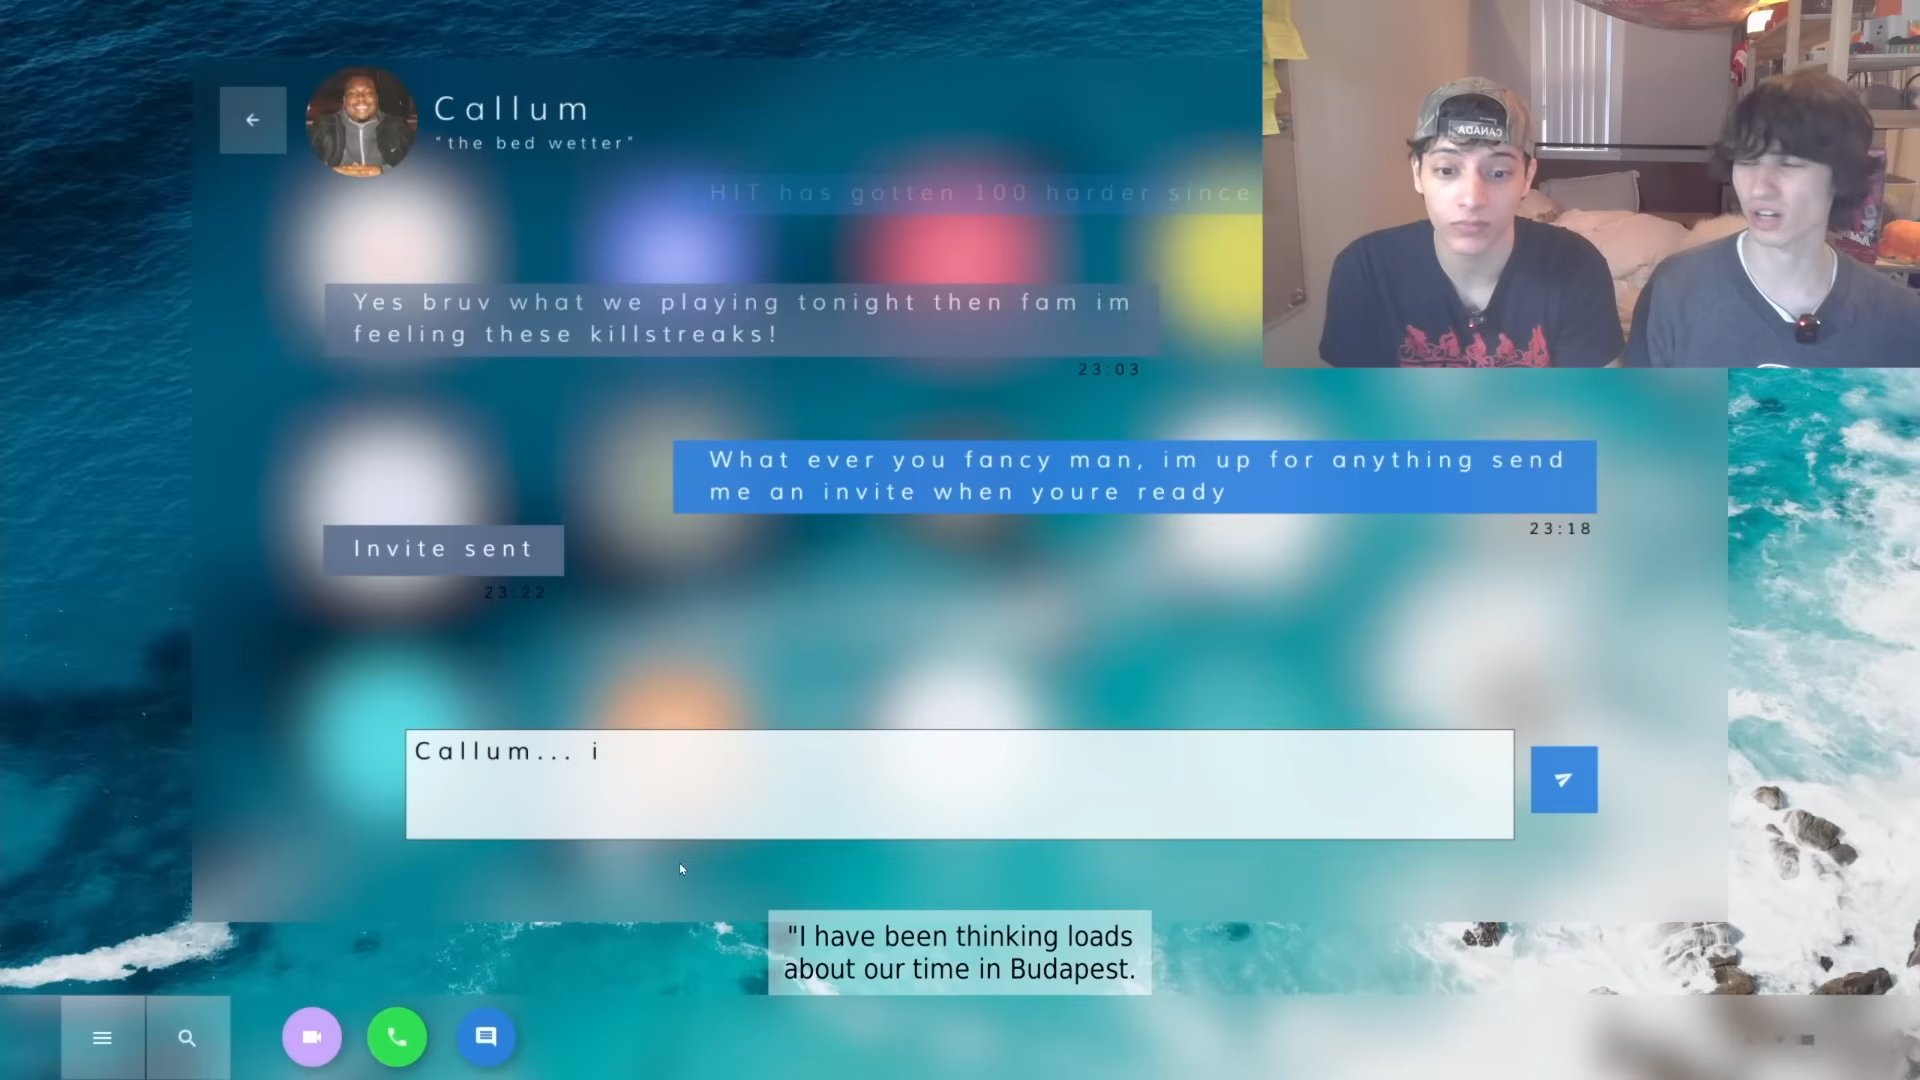 Callum
"the bed wetter"
HIT has gotten 100 harder since
Yes bruv what we playing tonight then fam im
feeling these killstreaks!
23:03
What ever you fancy man, im up for anything send
me an invite when youre ready
23:18
Invite sent
23:22
Callum... i
"I have been thinking loads
about our time in Budapest.
CANADA